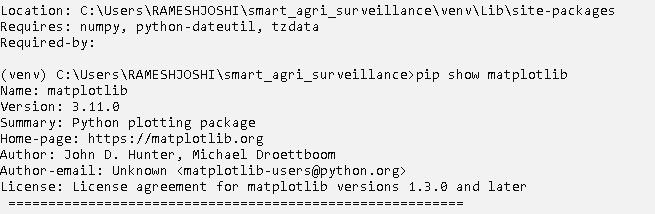 Location: C:\Users\RAMESHJOSHI\smart_agri_surveillance\venv\Lib\site-packages
Requires: numpy, python-dateutil, tzdata
Required-by:
(venv) C:\Users\RAMESHJOSHI\smart_agri_surveillance>pip show matplotlib
Name: matplotlib
Version: 3.11.0
Summary: Python plotting package
Home-page: https://matplotlib.org
Author: John D. Hunter, Michael Droettboom
Author-email: Unknown <matplotlib-users@python.org>
License: License agreement for matplotlib versions 1.3.0 and later
=========================================================